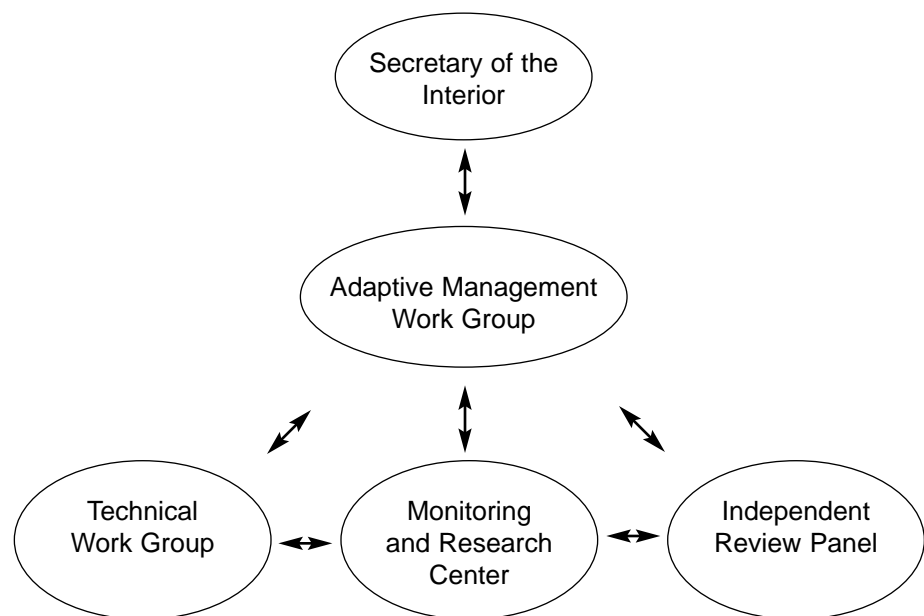 Secretary of the
Interior
Adaptive Management
Work Group
Technical
Work Group
Monitoring
and Research
Center
Independent
Review Panel